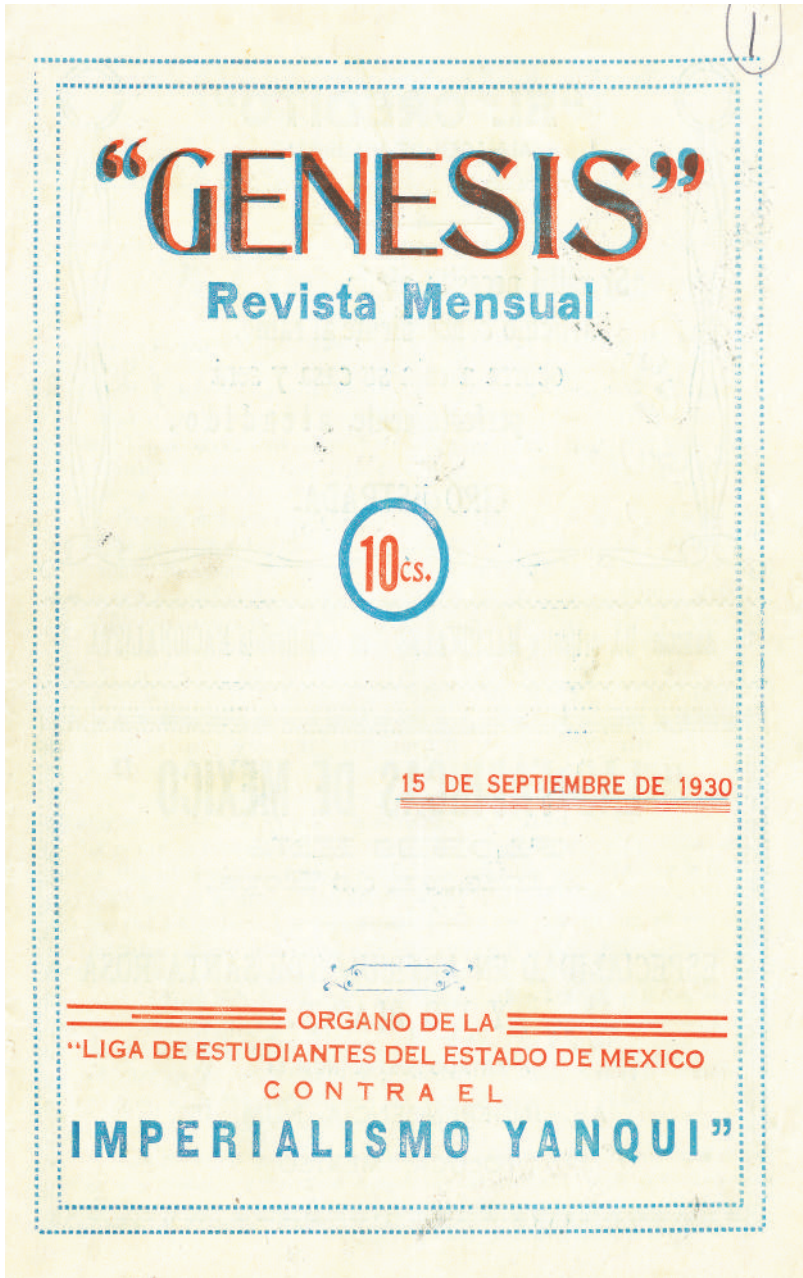 1
“GENESIS”
Revista Mensual
10cs.
15 DE SEPTIEMBRE DE 1930
ORGANO DE LA
“LIGA DE ESTUDIANTES DEL ESTADO DE MEXICO
CONTRA EL
IMPERIALISMO YANQUI”